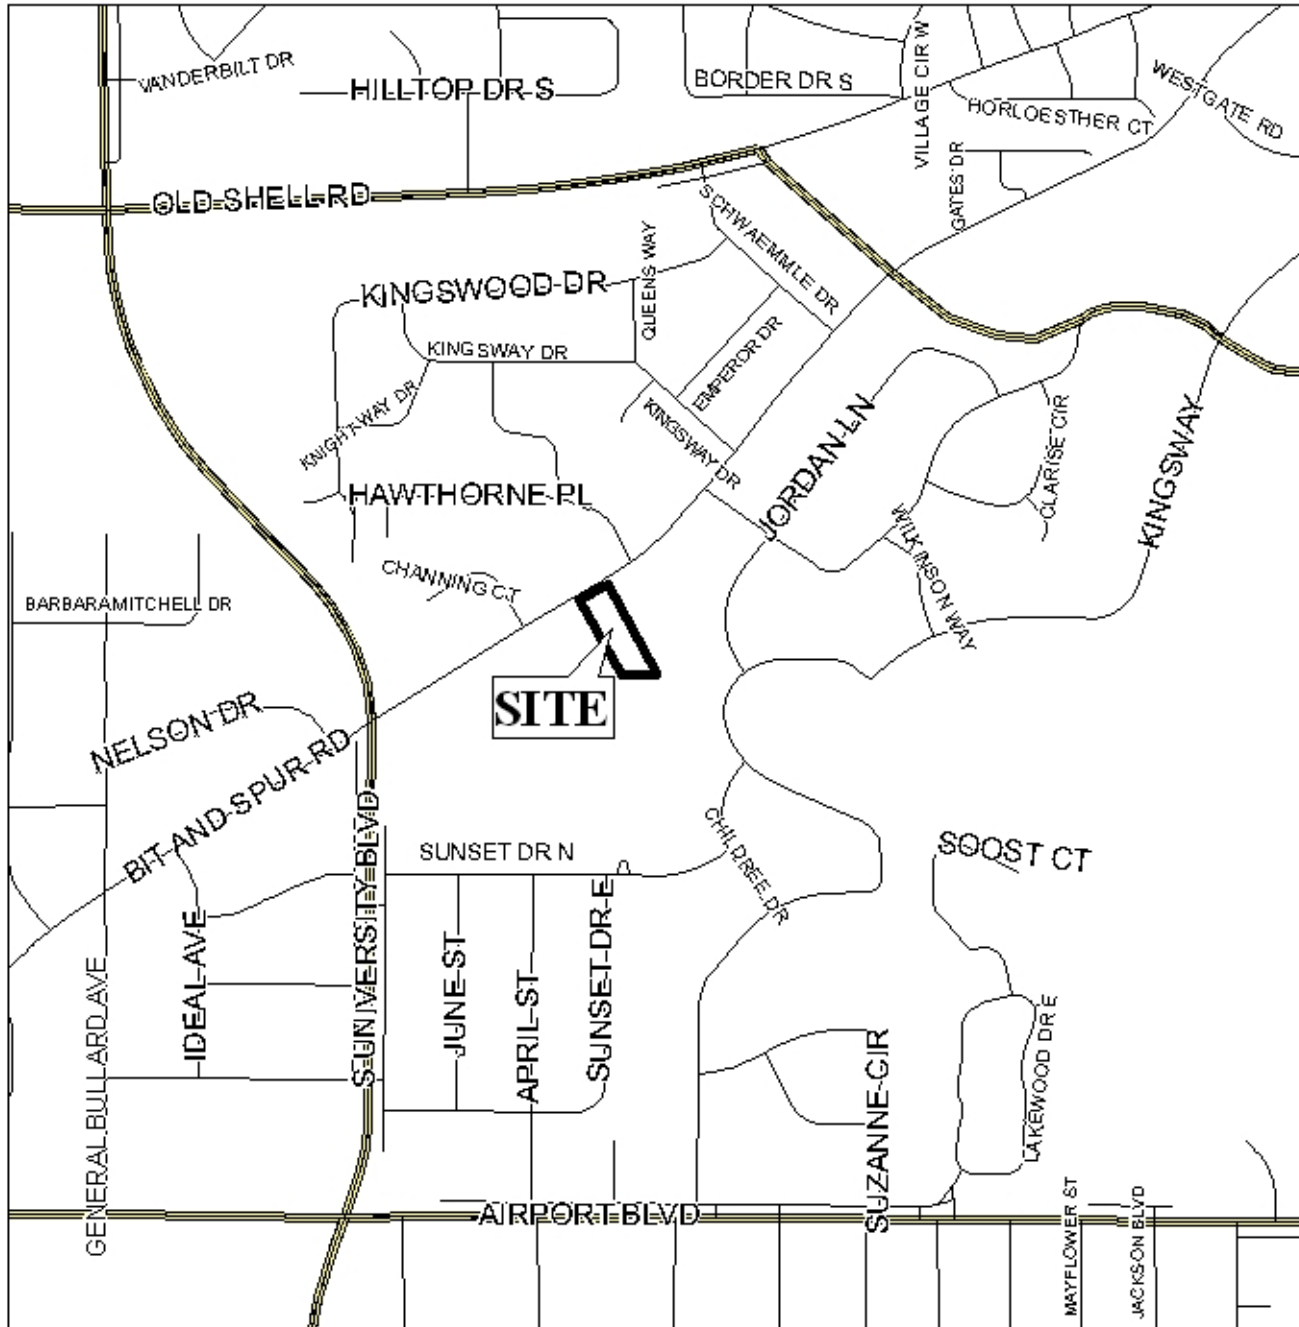 VANDERBILT DR
HILLTOP DR S
BORDER DR S
VILLAGE CIR W
WESTGATE RD
HORLOESTHER CT
GATES DR
OLD SHELL RD
SCHWAEMMLE DR
QUEENS WAY
KINGSWOOD DR
KINGSWAY DR
EMPEROR DR
KNIGHT WAY DR
KINGSWAY DR
JORDAN LN
CLARISE CIR
KINGSWAY
HAWTHORNE PL
WILKINSON WAY
CHANNING CT
BARBARA MITCHELL DR
SITE
NELSON DR
BIT AND SPUR RD
S UNIVERSITY BLVD
SUNSET DR N
CHILDREE DR
SOOST CT
IDEAL AVE
JUNE ST
APRIL ST
SUNSET DR E
GENERAL BULLARD AVE
SUZANNE CIR
LAKEWOOD DR E
AIRPORT BLVD
MAYFLOWER ST
JACKSON BLVD